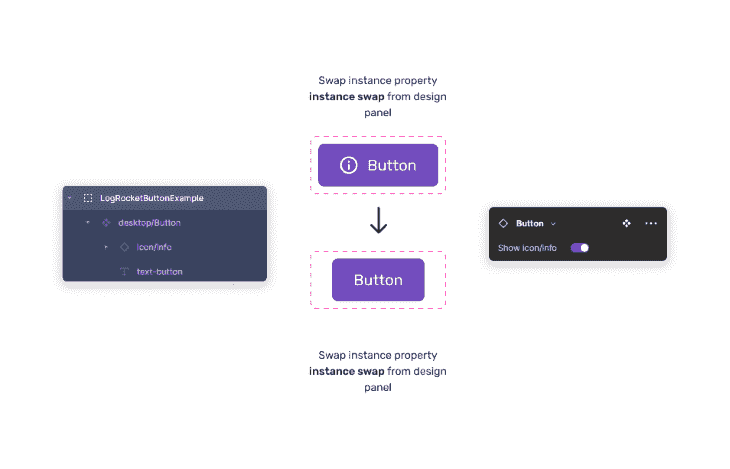 Swap instance property
instance swap from design
panel
Button
LogRocketButtonExample
desktop/Button
icon/info
text-button
Button
Show icon/info
Button
Swap instance property
instance swap from design
panel